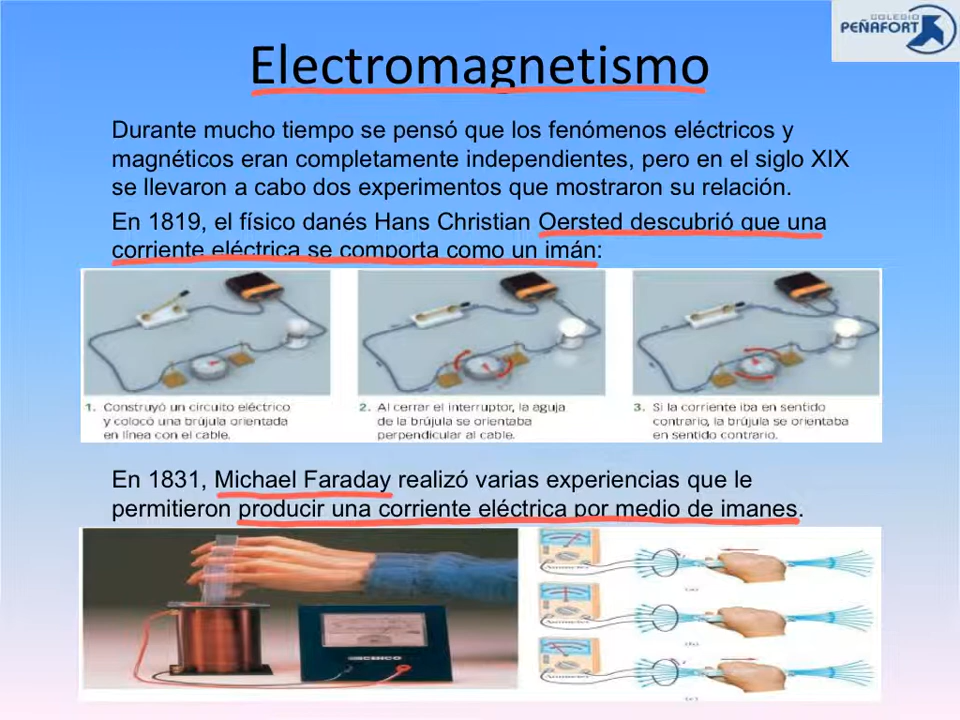 COLEGIO
PEÑAFORT
Electromagnetismo
Durante mucho tiempo se pensó que los fenómenos eléctricos y
magnéticos eran completamente independientes, pero en el siglo XIX
se llevaron a cabo dos experimentos que mostraron su relación.
En 1819, el físico danés Hans Christian Oersted descubrió que una
corriente eléctrica se comporta como un imán:
1. Construyó un circuito eléctrico
y colocó una brújula orientada
en línea con el cable.
2. Al cerrar el interruptor, la aguja
de la brújula se orientaba
perpendicular al cable.
3. Si la corriente iba en sentido
contrario, la brújula se orientaba
en sentido contrario.
En 1831, Michael Faraday realizó varias experiencias que le
permitieron producir una corriente eléctrica por medio de imanes.
CENCO
(a)
(b)
(c)